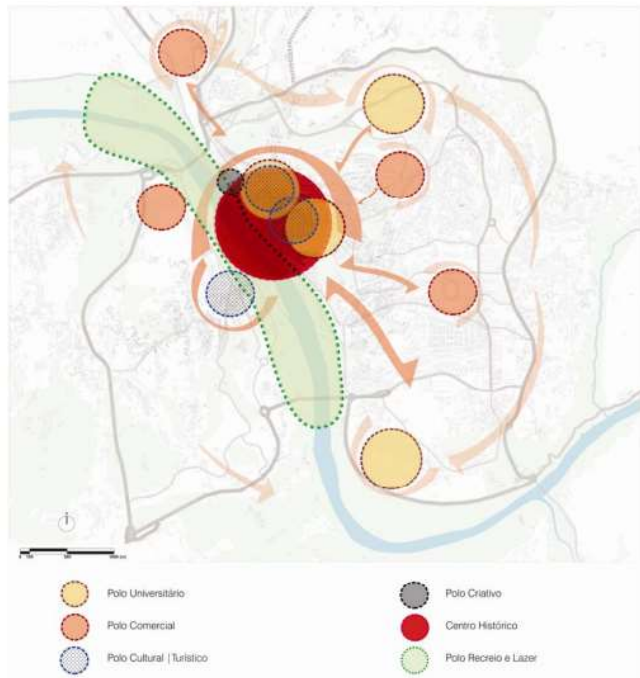 Polo Universitário
Polo Comercial
Polo Cultural | Turístico
Polo Criativo
Centro Histórico
Polo Recreio e Lazer